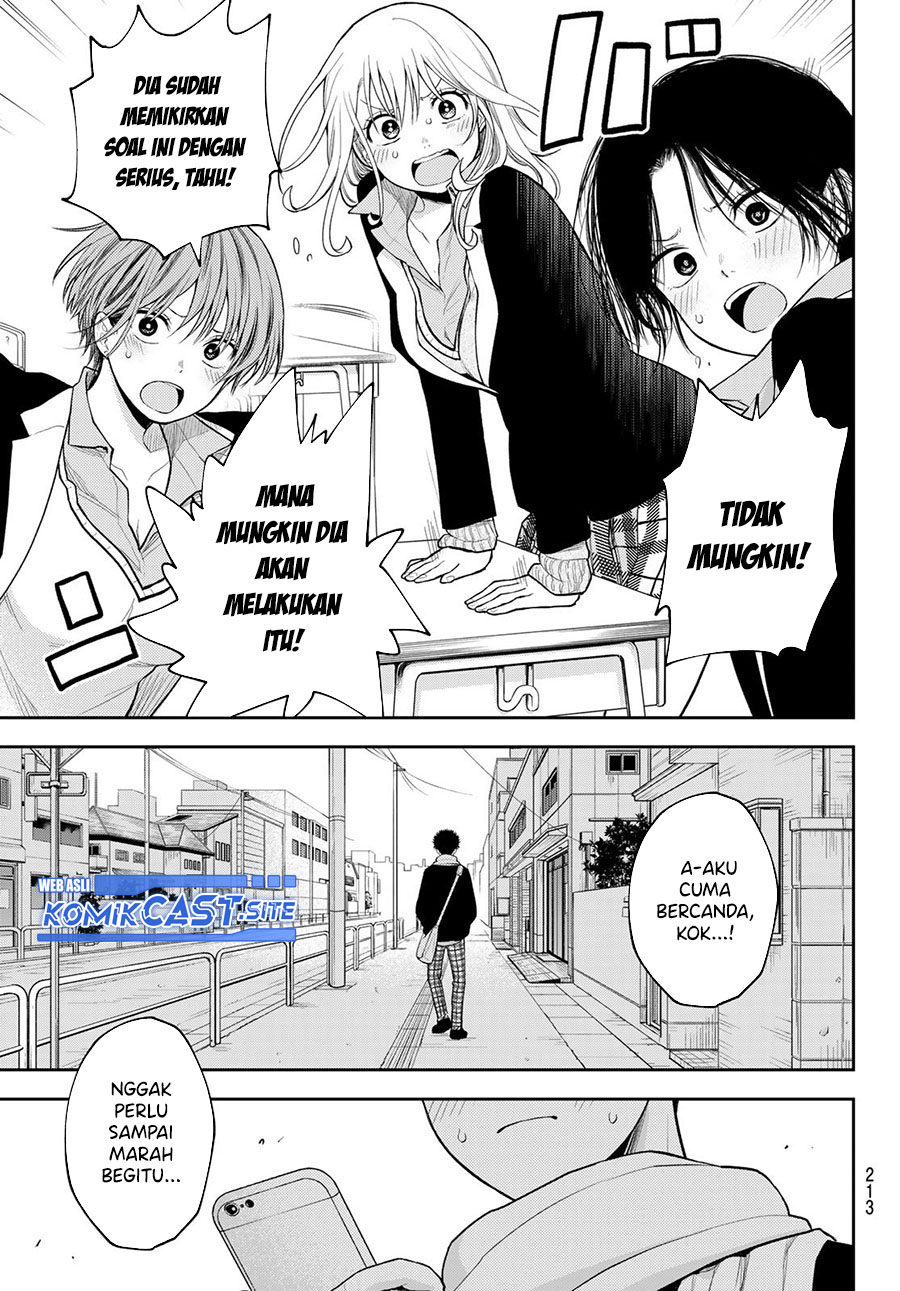 TIDAK
MUNGKIN!
DIA SUDAH
MEMIKIRKAN
SOAL INI DENGAN
SERIUS, TAHU!
MANA
MUNGKIN DIA
AKAN
MELAKUKAN
ITU!
A-AKU
CUMA
BERCANDA,
KOK...!
WEB ASLI
KOMIKCAST.SITE
NGGAK
PERLU
SAMPAI
MARAH
BEGITU...
213